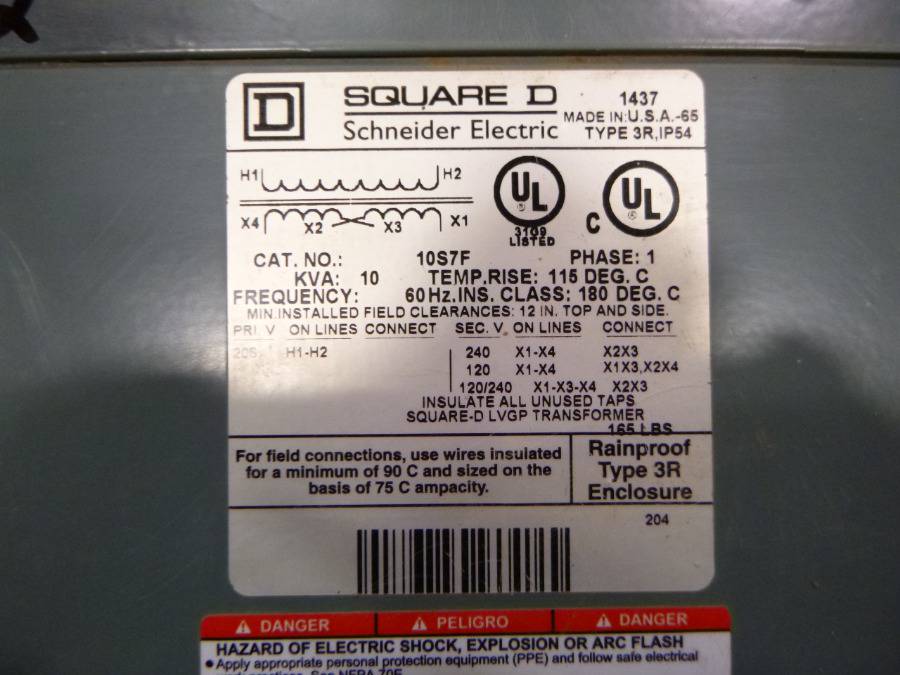 D SQUARE D 1437
Schneider Electric MADE IN:U.S.A.-65
TYPE 3R,IP54
H1 H2
X4 X2 X3 X1
UL
3109
LISTED
C UL
CAT. NO.: 10S7F PHASE: 1
KVA: 10 TEMP.RISE: 115 DEG. C
FREQUENCY: 60Hz.INS. CLASS: 180 DEG. C
MIN.INSTALLED FIELD CLEARANCES: 12 IN. TOP AND SIDE.
PRI. V ON LINES CONNECT SEC. V. ON LINES CONNECT
208 H1-H2 240 X1-X4 X2X3
120 X1-X4 X1X3,X2X4
120/240 X1-X3-X4 X2X3
INSULATE ALL UNUSED TAPS
SQUARE-D LVGP TRANSFORMER
165 LBS
For field connections, use wires insulated
for a minimum of 90 C and sized on the
basis of 75 C ampacity.
Rainproof
Type 3R
Enclosure
204
DANGER PELIGRO DANGER
HAZARD OF ELECTRIC SHOCK, EXPLOSION OR ARC FLASH
• Apply appropriate personal protection equipment (PPE) and follow safe electrical